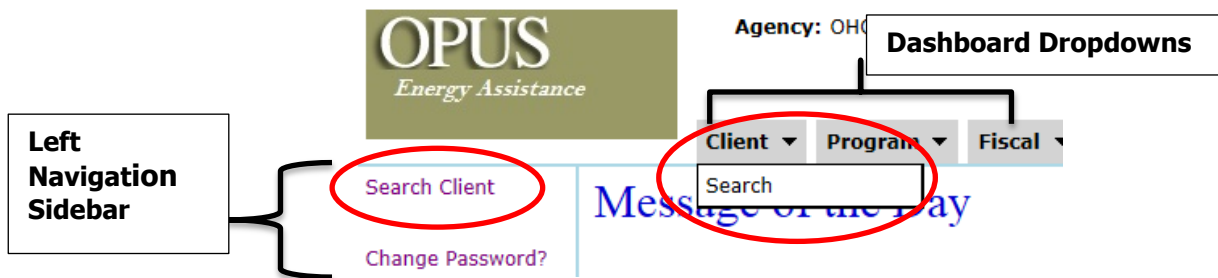 OPUS
Energy Assistance
Agency: OHC
Dashboard Dropdowns
Client ▼ Program ▼ Fiscal
Search
Left
Navigation
Sidebar
Search Client
Message of the Day
Change Password?